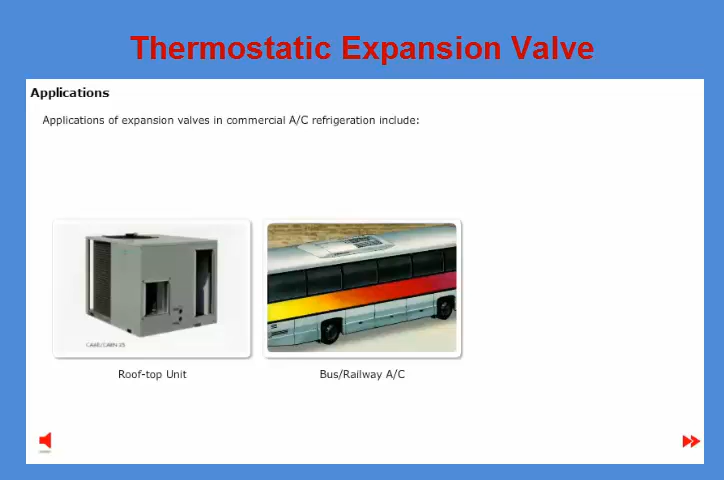 Thermostatic Expansion Valve
Applications
Applications of expansion valves in commercial A/C refrigeration include:
Roof-top Unit
Bus/Railway A/C